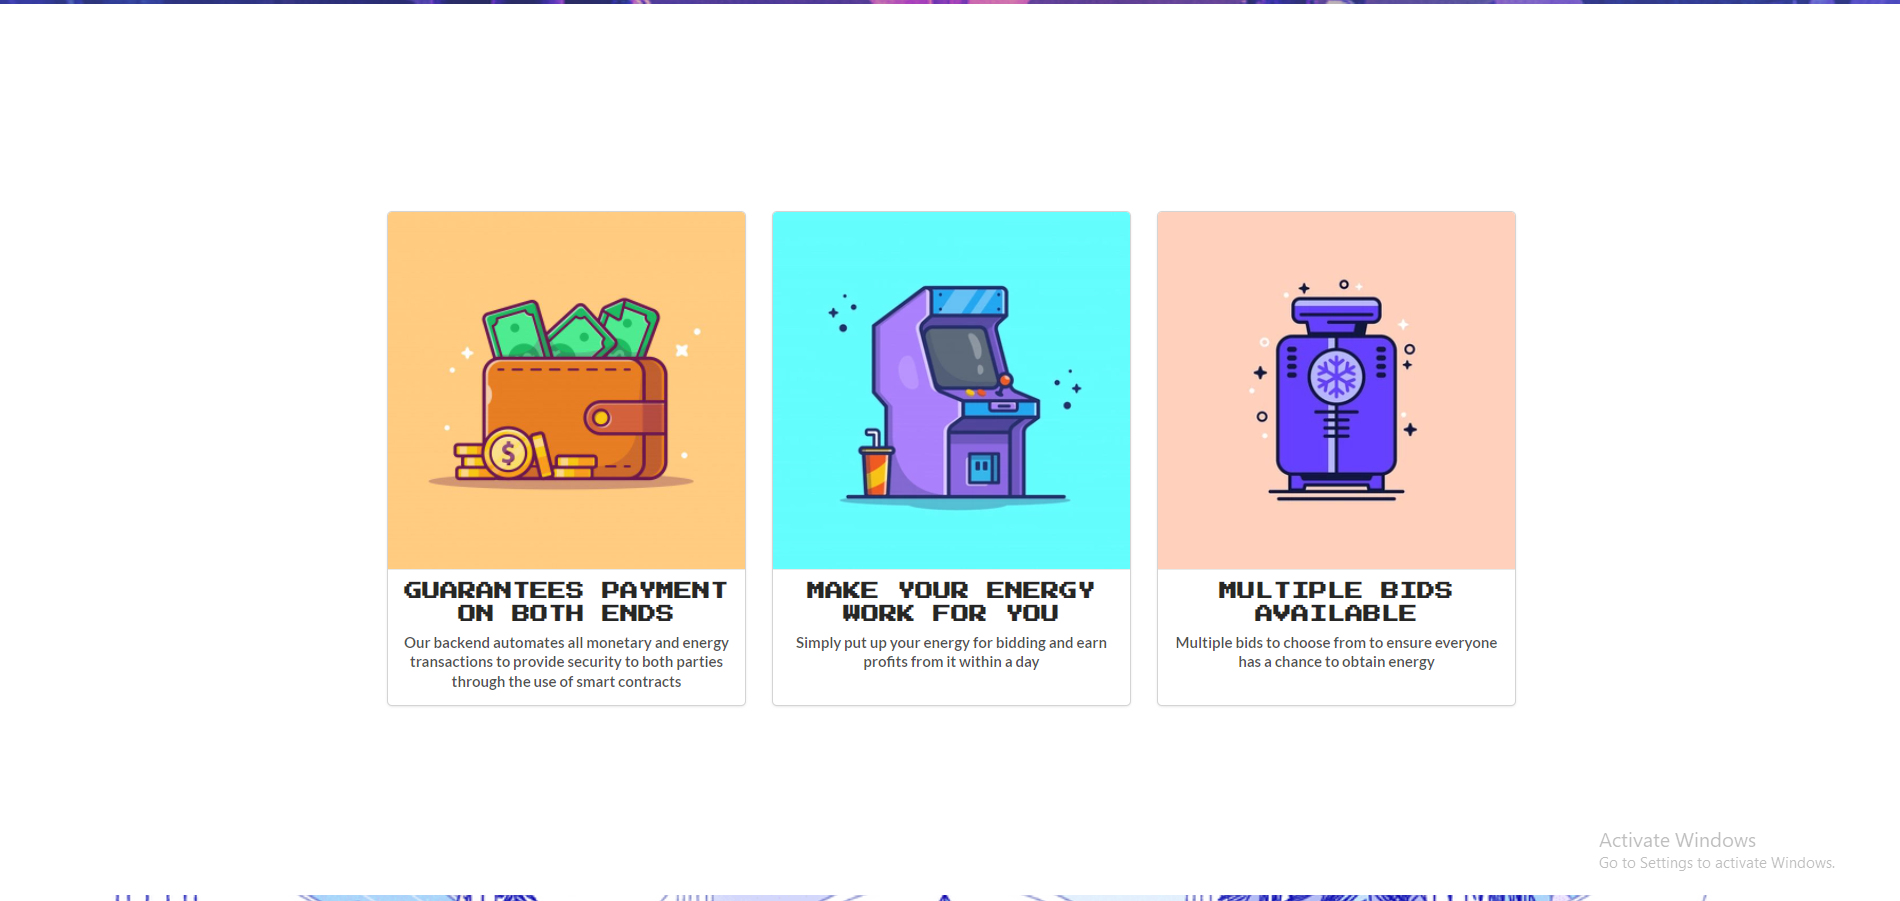 GUARANTEES PAYMENT
ON BOTH ENDS
Our backend automates all monetary and energy
transactions to provide security to both parties
through the use of smart contracts
MAKE YOUR ENERGY
WORK FOR YOU
Simply put up your energy for bidding and earn
profits from it within a day
MULTIPLE BIDS
AVAILABLE
Multiple bids to choose from to ensure everyone
has a chance to obtain energy
$
Activate Windows
Go to Settings to activate Windows.